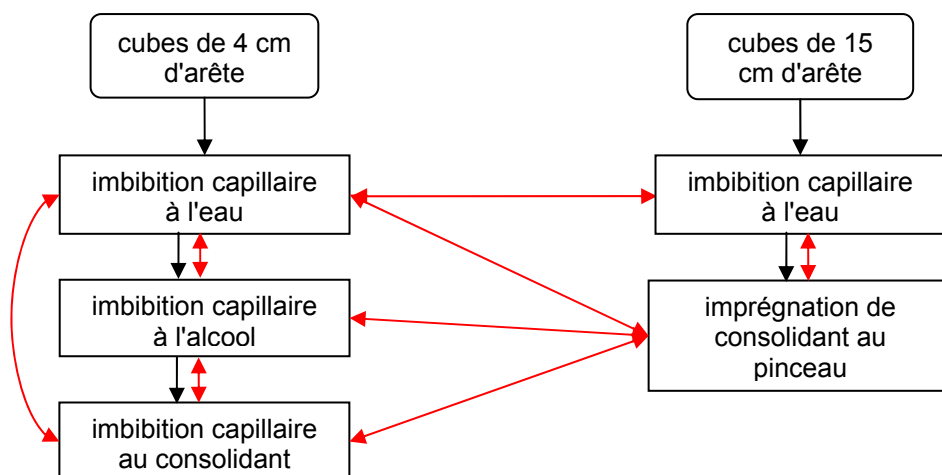 cubes de 4 cm
d'arête
cubes de 15
cm d'arête
imbibition capillaire
à l'eau
imbibition capillaire
à l'eau
imbibition capillaire
à l'alcool
imprégnation de
consolidant au
pinceau
imbibition capillaire
au consolidant